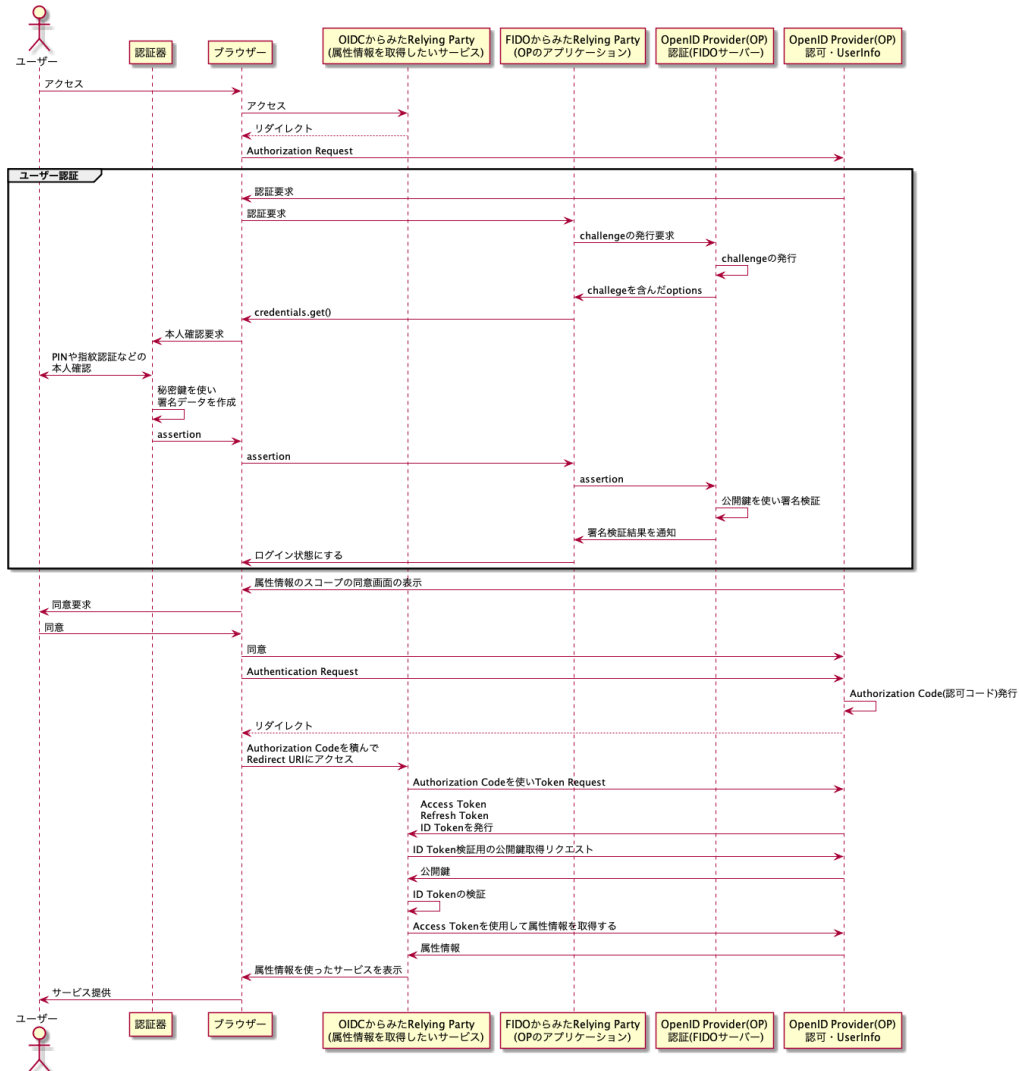 ユーザー
認証器
ブラウザー
OIDCからみたRelying Party
(属性情報を取得したいサービス)
FIDOからみたRelying Party
(OPのアプリケーション)
OpenID Provider(OP)
認証(FIDOサーバー)
OpenID Provider(OP)
認可・UserInfo
アクセス
アクセス
リダイレクト
Authorization Request
ユーザー認証
認証要求
認証要求
challengeの発行要求
challengeの発行
challegeを含んだoptions
credentials.get()
本人確認要求
PINや指紋認証などの
本人確認
秘密鍵を使い
署名データを作成
assertion
assertion
assertion
公開鍵を使い署名検証
署名検証結果を通知
ログイン状態にする
属性情報のスコープの同意画面の表示
同意要求
同意
同意
Authentication Request
Authorization Code(認可コード)発行
リダイレクト
Authorization Codeを積んで
Redirect URIにアクセス
Authorization Codeを使いToken Request
Access Token
Refresh Token
ID Tokenを発行
ID Token検証用の公開鍵取得リクエスト
公開鍵
ID Tokenの検証
Access Tokenを使用して属性情報を取得する
属性情報
属性情報を使ったサービスを表示
サービス提供
ユーザー
認証器
ブラウザー
OIDCからみたRelying Party
(属性情報を取得したいサービス)
FIDOからみたRelying Party
(OPのアプリケーション)
OpenID Provider(OP)
認証(FIDOサーバー)
OpenID Provider(OP)
認可・UserInfo